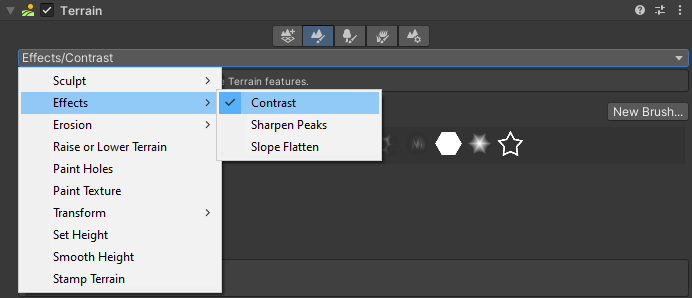 Terrain
Effects/Contrast
Terrain features.
Sculpt
Effects
Contrast
Erosion
Sharpen Peaks
New Brush...
Raise or Lower Terrain
Slope Flatten
Paint Holes
Paint Texture
Transform
Set Height
Smooth Height
Stamp Terrain